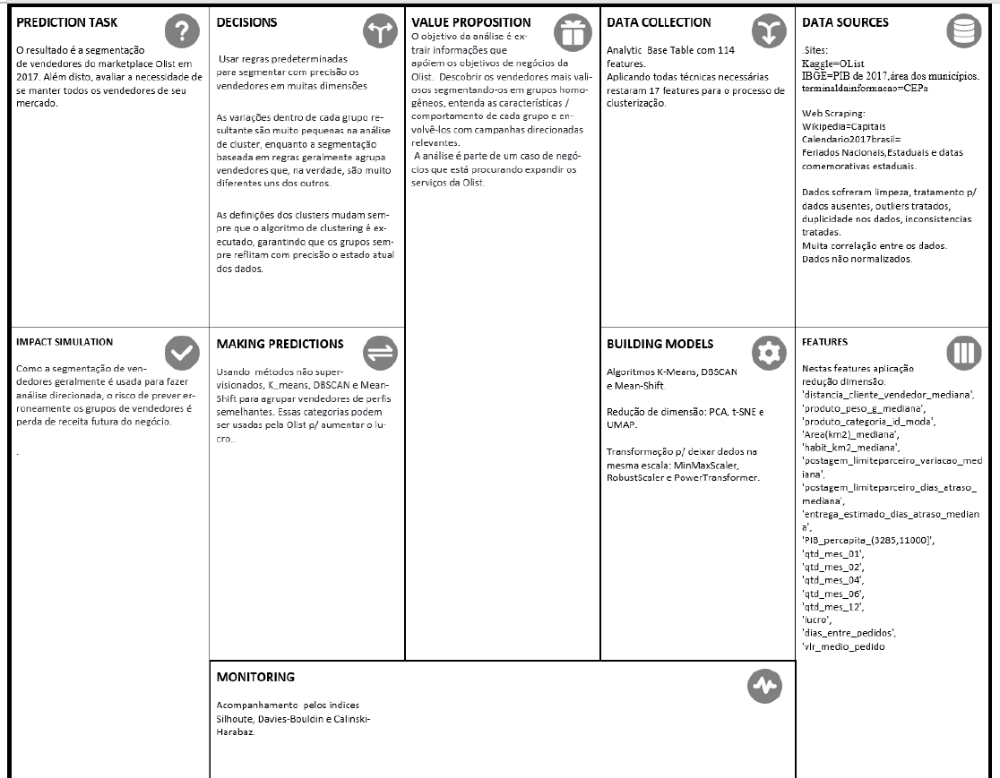 PREDICTION TASK
O resultado é a segmentação
de vendedores do marketplace Olist em
2017. Além disto, avaliar a necessidade de
se manter todos os vendedores de seu
mercado.
DECISIONS
Usar regras predeterminadas
para segmentar com precisão os
vendedores em muitas dimensões
As variações dentro de cada grupo re-
sultante são muito pequenas na análise
de cluster, enquanto a segmentação
baseada em regras geralmente agrupa
vendedores que, na verdade, são muito
diferentes uns dos outros.
As definições dos clusters mudam sem-
pre que o algoritmo de clustering é ex-
ecutado, garantindo que os grupos sem-
pre reflitam com precisão o estado atual
dos dados.
VALUE PROPOSITION
O objetivo da análise é ex-
trair informações que
apóiem os objetivos de negócios da
Olist. Descobrir os vendedores mais vali-
osos segmentando-os em grupos homo-
gêneos, entenda as características /
comportamento de cada grupo e en-
volvê-los com campanhas direcionadas
relevantes.
A análise é parte de um caso de negó-
cios que está procurando expandir os
serviços da Olist.
DATA COLLECTION
Analytic Base Table com 114
features.
Aplicando todas técnicas necessárias
restaram 17 features para o processo de
clusterização.
DATA SOURCES
.Sites:
Kaggle=OList
IBGE=PIB de 2017,área dos municípios.
terminaldainformacao=CEPs
Web Scraping:
Wikipedia=Capitais
Calendario2017brasil=
Feriados Nacionais,Estaduais e datas
comemorativas estaduais.
Dados sofreram limpeza, tratamento p/
dados ausentes, outliers tratados,
duplicidade nos dados, inconsistencias
tratadas.
Muita correlação entre os dados.
Dados não normalizados.
IMPACT SIMULATION
Como a segmentação de ven-
dedores geralmente é usada para fazer
análise direcionada, o risco de prever er-
roneamente os grupos de vendedores é
perda de receita futura do negócio.
.
MAKING PREDICTIONS
Usando métodos não super-
visionados, K_means, DBSCAN e Mean-
Shift para agrupar vendedores de perfis
semelhantes. Essas categorias podem
ser usadas pela Olist p/ aumentar o lu-
cro..
BUILDING MODELS
Algoritmos K-Means, DBSCAN
e Mean-Shift.
Redução de dimensão: PCA, t-SNE e
UMAP.
Transformação p/ deixar dados na
mesma escala: MinMaxScaler,
RobustScaler e PowerTransformer.
FEATURES
Nestas features aplicação
redução dimensão:
'distancia_cliente_vendedor_mediana',
'produto_peso_g_mediana',
'produto_categoria_id_moda',
'Area(km2)_mediana',
'habit_km2_mediana',
'postagem_limiteparceiro_variacao_med
iana',
'postagem_limiteparceiro_dias_atraso_
mediana',
'entrega_estimado_dias_atraso_median
a',
'PIB_percapita_(3285,11000]',
'qtd_mes_01',
'qtd_mes_02',
'qtd_mes_04',
'qtd_mes_06',
'qtd_mes_12',
'lucro',
'dias_entre_pedidos',
'vlr_medio_pedido
MONITORING
Acompanhamento pelos indices
Silhoute, Davies-Bouldin e Calinski-
Harabaz.